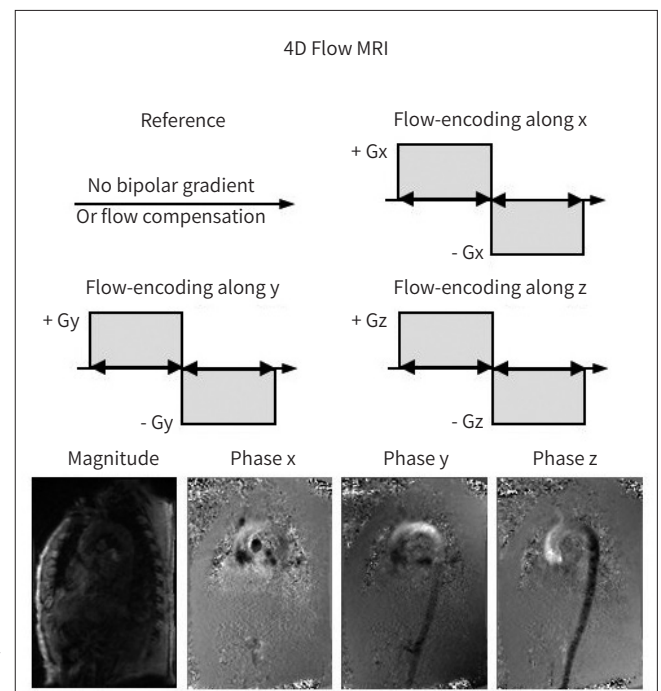 4D Flow MRI
Reference
No bipolar gradient
Or flow compensation
Flow-encoding along x
+ Gx
- Gx
Flow-encoding along y
+ Gy
- Gy
Flow-encoding along z
+ Gz
- Gz
Magnitude
Phase x
Phase y
Phase z